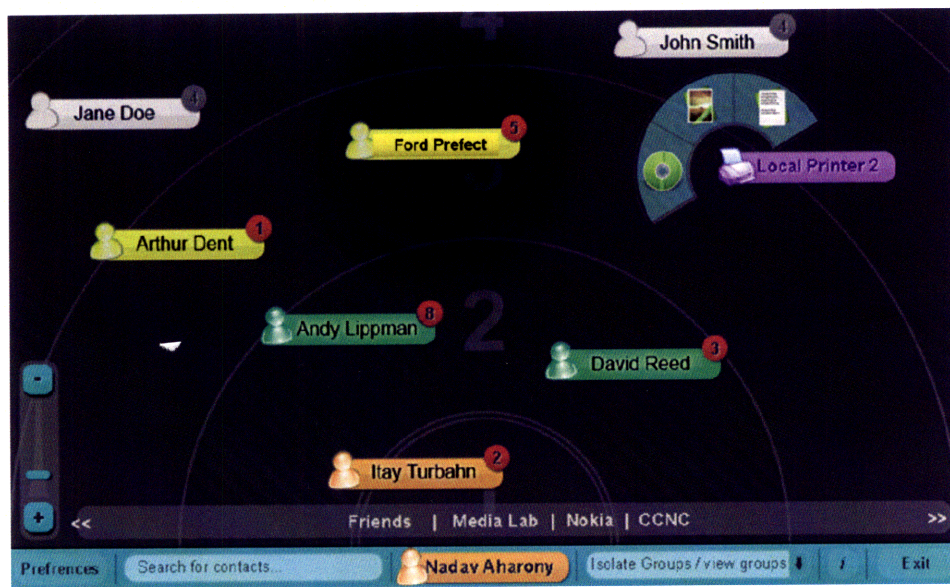 4
John Smith
4
Jane Doe
4
Ford Prefect
5
Local Printer 2
Arthur Dent
1
Andy Lippman
8
2
David Reed
3
-
Itay Turbahn
2
1
+
<< Friends | Media Lab | Nokia | CCNC >>
Prefrences Search for contacts... Nadav Aharony Isolate Groups / view groups i Exit